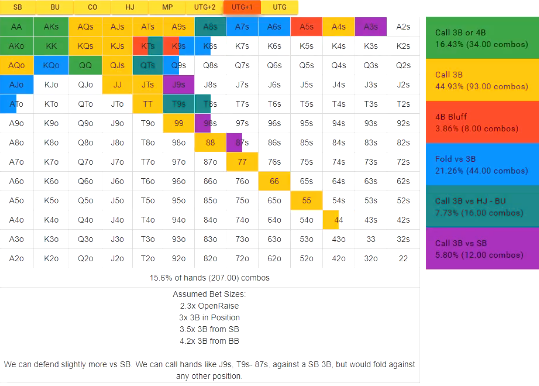 SB BU CO HJ MP UTG+2 UTG+1 UTG
AA AKs AQs AJs ATs A9s A8s A7s A6s A5s A4s A3s A2s
AKo KK KQs KJs KTs K9s K8s K7s K6s K5s K4s K3s K2s
AQo KQo QQ QJs QTs Q9s Q8s Q7s Q6s Q5s Q4s Q3s Q2s
AJo KJo QJo JJ JTs J9s J8s J7s J6s J5s J4s J3s J2s
ATo KTo QTo JTo TT T9s T8s T7s T6s T5s T4s T3s T2s
A9o K9o Q9o J9o T9o 99 98s 97s 96s 95s 94s 93s 92s
A8o K8o Q8o J8o T8o 98o 88 87s 86s 85s 84s 83s 82s
A7o K7o Q7o J7o T7o 97o 87o 77 76s 75s 74s 73s 72s
A6o K6o Q6o J6o T6o 96o 86o 76o 66 65s 64s 63s 62s
A5o K5o Q5o J5o T5o 95o 85o 75o 65o 55 54s 53s 52s
A4o K4o Q4o J4o T4o 94o 84o 74o 64o 54o 44 43s 42s
A3o K3o Q3o J3o T3o 93o 83o 73o 63o 53o 43o 33 32s
A2o K2o Q2o J2o T2o 92o 82o 72o 62o 52o 42o 32o 22
15.6% of hands (207.00) combos
Assumed Bet Sizes:
2.3x OpenRaise
3x 3B in Position
3.5x 3B from SB
4.2x 3B from BB
We can defend slightly more vs SB. We can call hands like J9s, T9s- 87s, against a SB 3B, but would fold against
any other position.
Call 3B or 4B
16.43% (34.00 combos)
Call 3B
44.93% (93.00 combos)
4B Bluff
3.86% (8.00 combos)
Fold vs 3B
21.26% (44.00 combos)
Call 3B vs HJ - BU
7.73% (16.00 combos)
Call 3B vs SB
5.80% (12.00 combos)